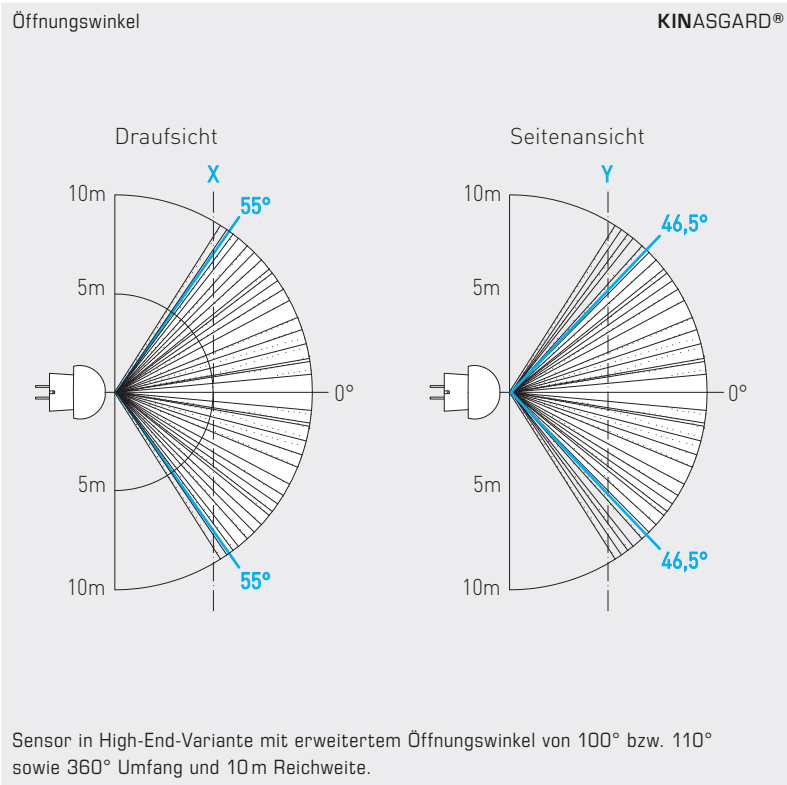 Öffnungswinkel
KINASGARD®
Draufsicht
X
10m
55°
5m
0°
5m
10m
55°
Seitenansicht
Y
10m
46,5°
5m
0°
5m
10m
46,5°
Sensor in High-End-Variante mit erweitertem Öffnungswinkel von 100° bzw. 110°
sowie 360° Umfang und 10 m Reichweite.